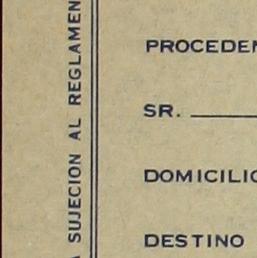 A SUJECION AL REGLAMEN
PROCEDEN
SR.
DOMICILIO
DESTINO